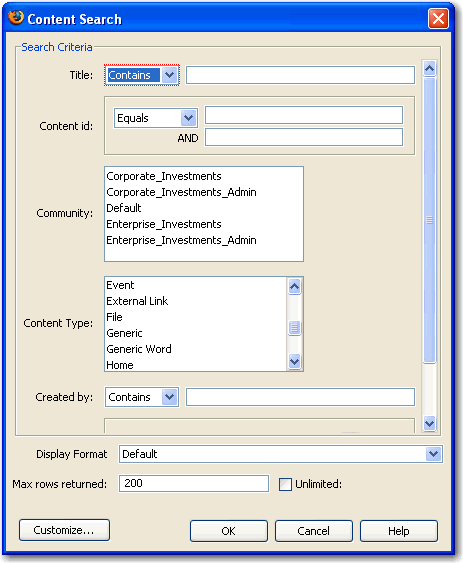 Content Search
Search Criteria
Title: Contains
Content id: Equals
AND
Community:
Corporate_Investments
Corporate_Investments_Admin
Default
Enterprise_Investments
Enterprise_Investments_Admin
Content Type:
Event
External Link
File
Generic
Generic Word
Home
Created by: Contains
Display Format Default
Max rows returned: 200 Unlimited:
Customize... OK Cancel Help